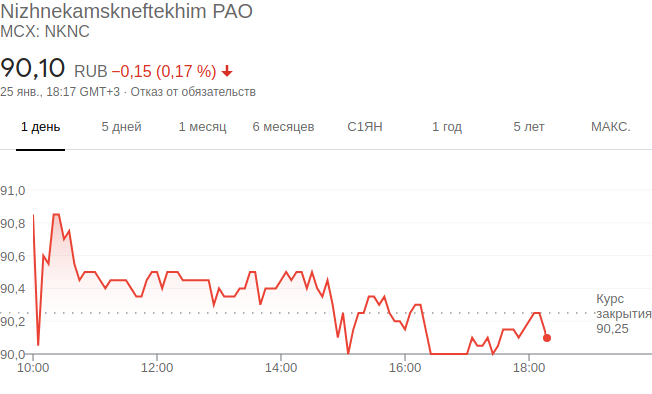 Nizhnekamskneftekhim PAO
MCX: NKNC
90,10 RUB −0,15 (0,17 %)
25 янв., 18:17 GMT+3 · Отказ от обязательств
1 день 5 дней 1 месяц 6 месяцев С1ЯН 1 год 5 лет МАКС.
91,0
90,8
90,6
90,4
Курс
закрытия
90,25
90,2
90,0
10:00 12:00 14:00 16:00 18:00